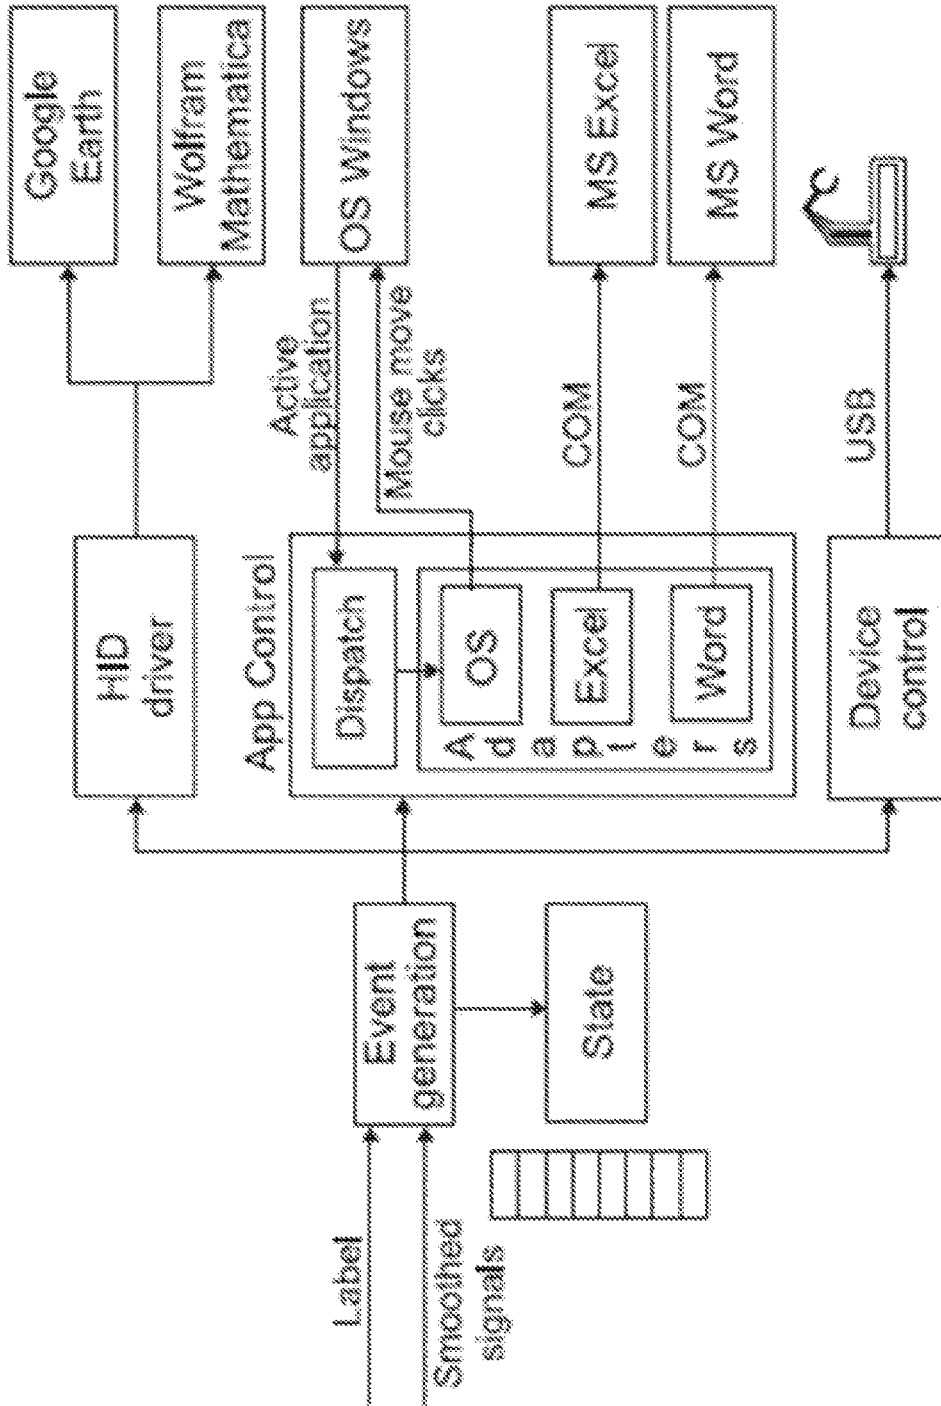 Label
Smoothed
signals
Event
generation
State
HID
driver
App Control
Dispatch
Adapters
OS
Excel
Word
Device
control
Active
application
Mouse move
clicks
COM
COM
USB
Google
Earth
Wolfram
Mathematica
OS Windows
MS Excel
MS Word